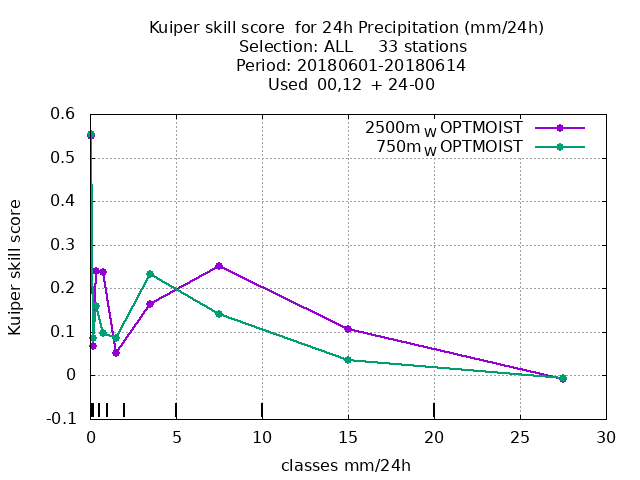 Kuiper skill score  for 24h Precipitation (mm/24h)
Selection: ALL     33 stations
Period: 20180601-20180614
Used  00,12  + 24-00
2500m W OPTMOIST
750m W OPTMOIST
Kuiper skill score
0.6
0.5
0.4
0.3
0.2
0.1
0
-0.1
0 5 10 15 20 25 30
classes mm/24h